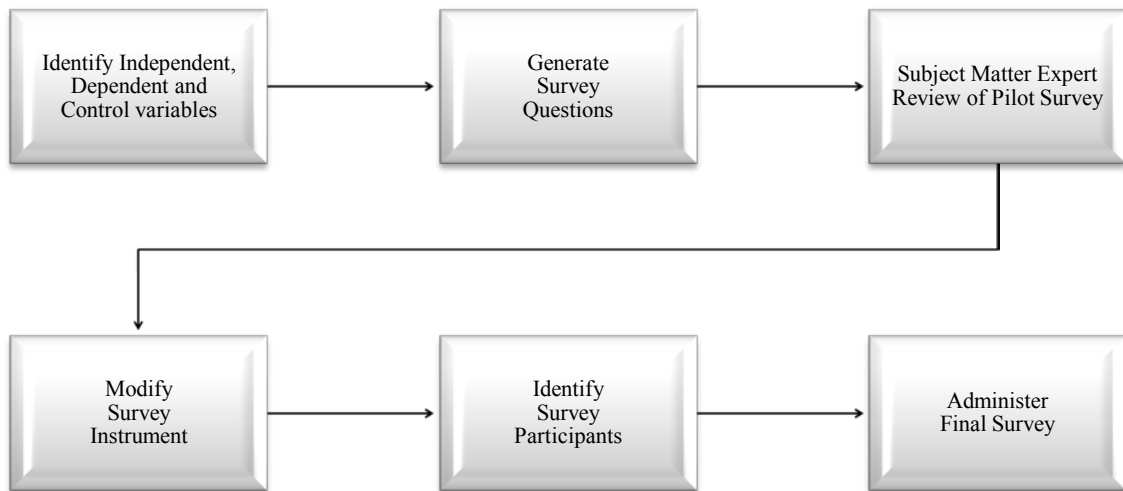 Identify Independent,
Dependent and
Control variables
Generate
Survey
Questions
Subject Matter Expert
Review of Pilot Survey
Modify
Survey
Instrument
Identify
Survey
Participants
Administer
Final Survey